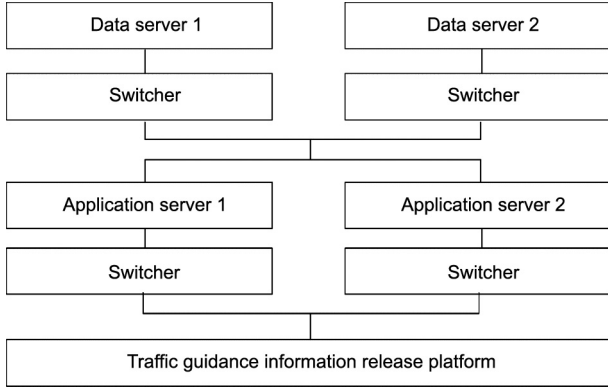 Data server 1
Data server 2
Switcher
Switcher
Application server 1
Application server 2
Switcher
Switcher
Traffic guidance information release platform